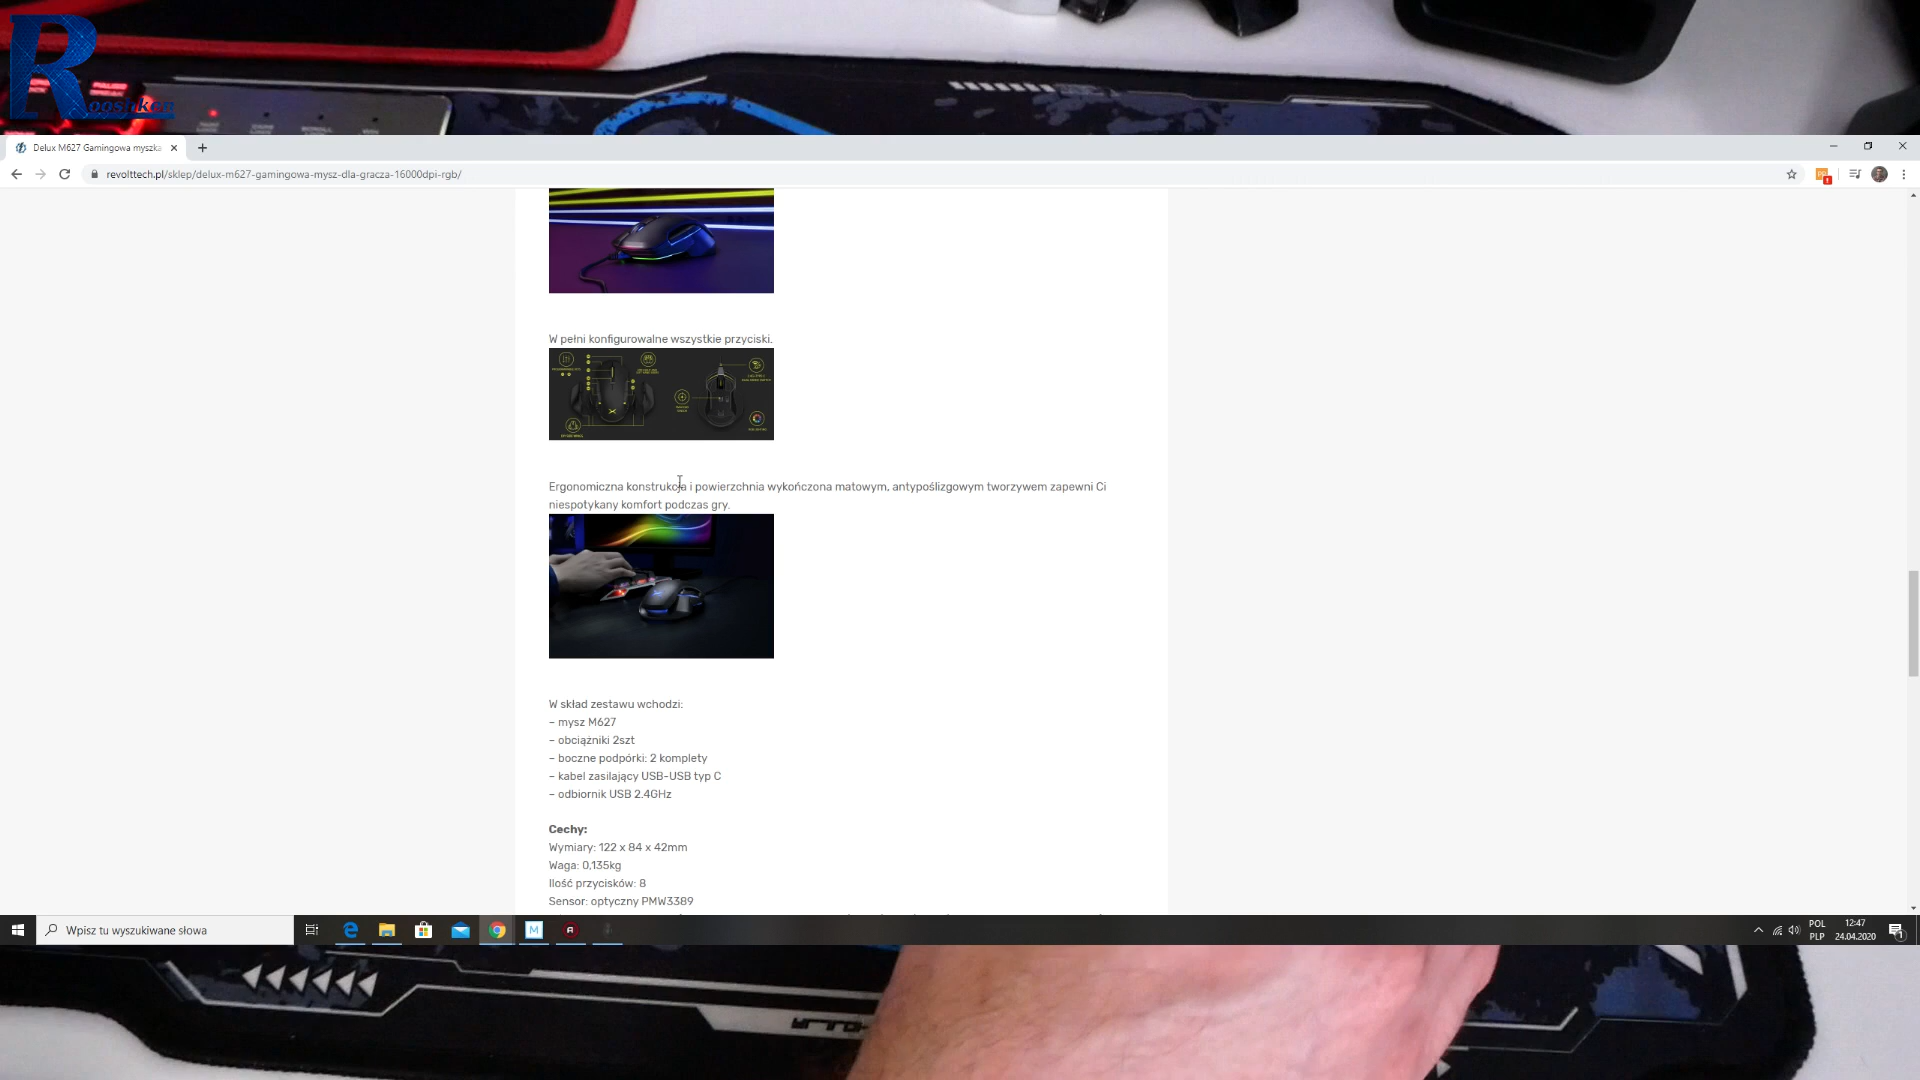 Rooshken
Delux M627 Gamingowa myszka
revolttech.pl/sklep/delux-m627-gamingowa-mysz-dla-gracza-16000dpi-rgb/
W pełni konfigurowalne wszystkie przyciski.
Ergonomiczna konstrukcja i powierzchnia wykończona matowym, antypoślizgowym tworzywem zapewni Ci
niespotykany komfort podczas gry.
W skład zestawu wchodzi:
– mysz M627
– obciążniki 2szt
– boczne podpórki: 2 komplety
– kabel zasilający USB-USB typ C
– odbiornik USB 2.4GHz
Cechy:
Wymiary: 122 x 84 x 42mm
Waga: 0,135kg
Ilość przycisków: 8
Sensor: optyczny PMW3389
Wpisz tu wyszukiwane słowa
POL
PLP
12:47
24.04.2020
1